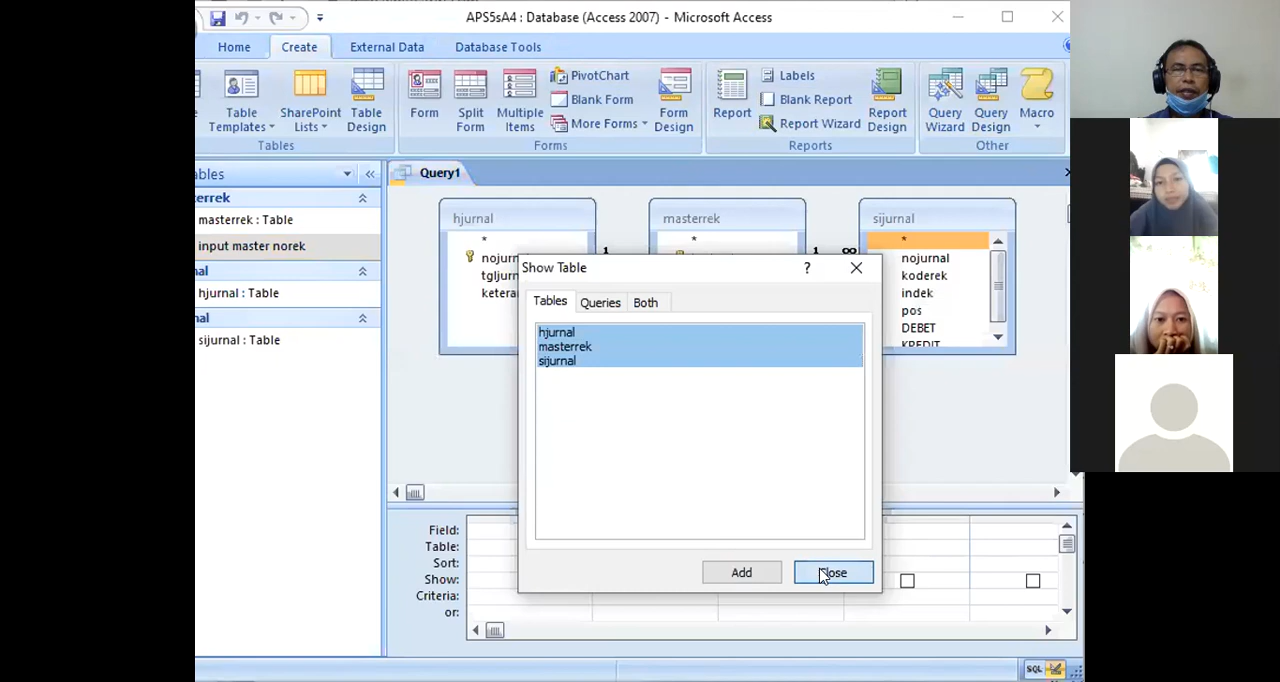 APS5sA4 : Database (Access 2007) - Microsoft Access
Home
Create
External Data
Database Tools
Table
Templates
SharePoint
Lists
Table
Design
Tables
Form
Split
Form
Multiple
Items
PivotChart
Blank Form
More Forms
Form
Design
Forms
Report
Labels
Blank Report
Report Wizard
Report
Design
Reports
Query
Wizard
Query
Design
Macro
Other
masterrek : Table
input master norek
hjurnal : Table
sijurnal : Table
Query1
hjurnal
*
masterrek
*
sijurnal
*
nojurnal
koderek
indek
pos
DEBET
KREDIT
1
1
∞
Show Table
?
Tables
Queries
Both
hjurnal
masterrek
sijurnal
Add
Close
Field:
Table:
Sort:
Show:
Criteria:
or:
SQL